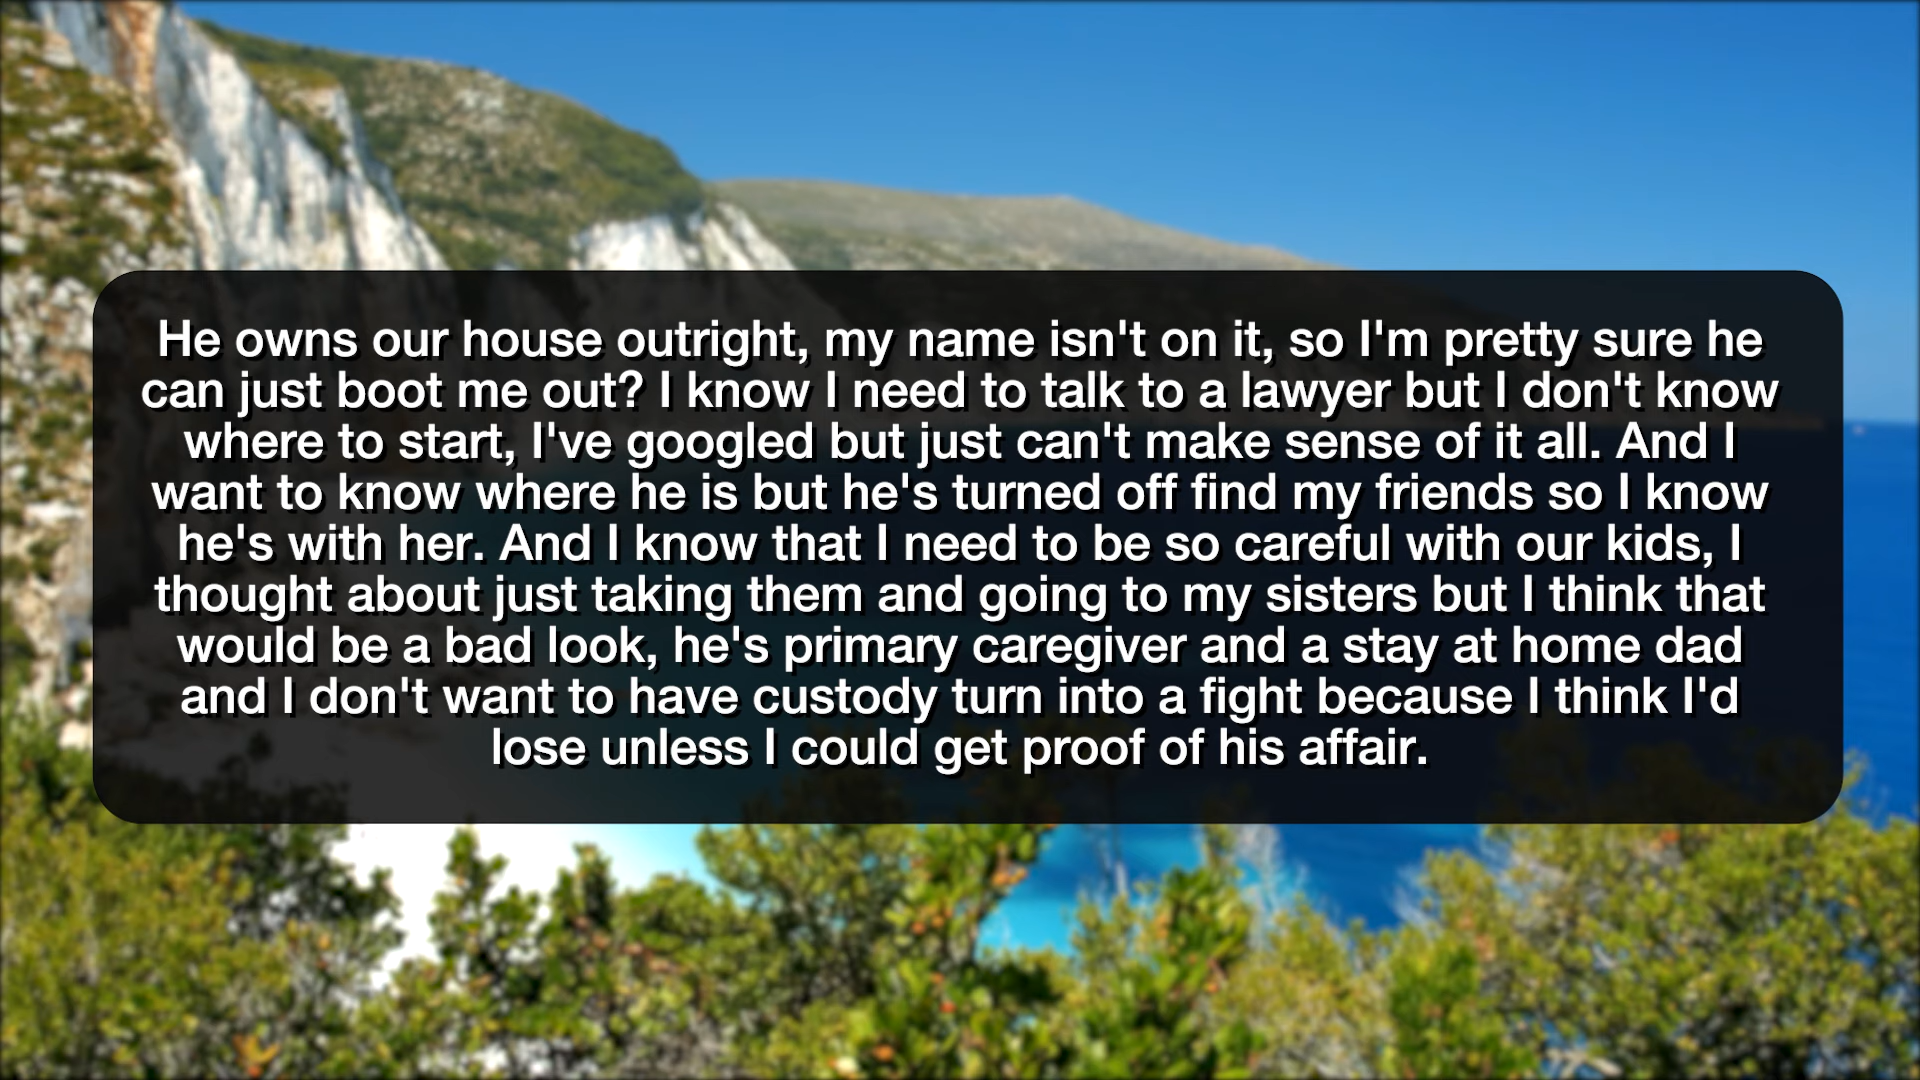 He owns our house outright, my name isn't on it, so I'm pretty sure he
can just boot me out? I know I need to talk to a lawyer but I don't know
where to start, I've googled but just can't make sense of it all. And I
want to know where he is but he's turned off find my friends so I know
he's with her. And I know that I need to be so careful with our kids, I
thought about just taking them and going to my sisters but I think that
would be a bad look, he's primary caregiver and a stay at home dad
and I don't want to have custody turn into a fight because I think I'd
lose unless I could get proof of his affair.